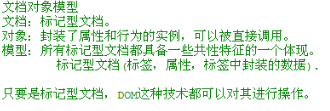 文档对象模型
文档：标记型文档。
对象：封装了属性和行为的实例，可以被直接调用。
模型：所有标记型文档都具备一些共性特征的一个体现。
标记型文档(标签，属性，标签中封装的数据).
只要是标记型文档，DOM这种技术都可以对其进行操作。